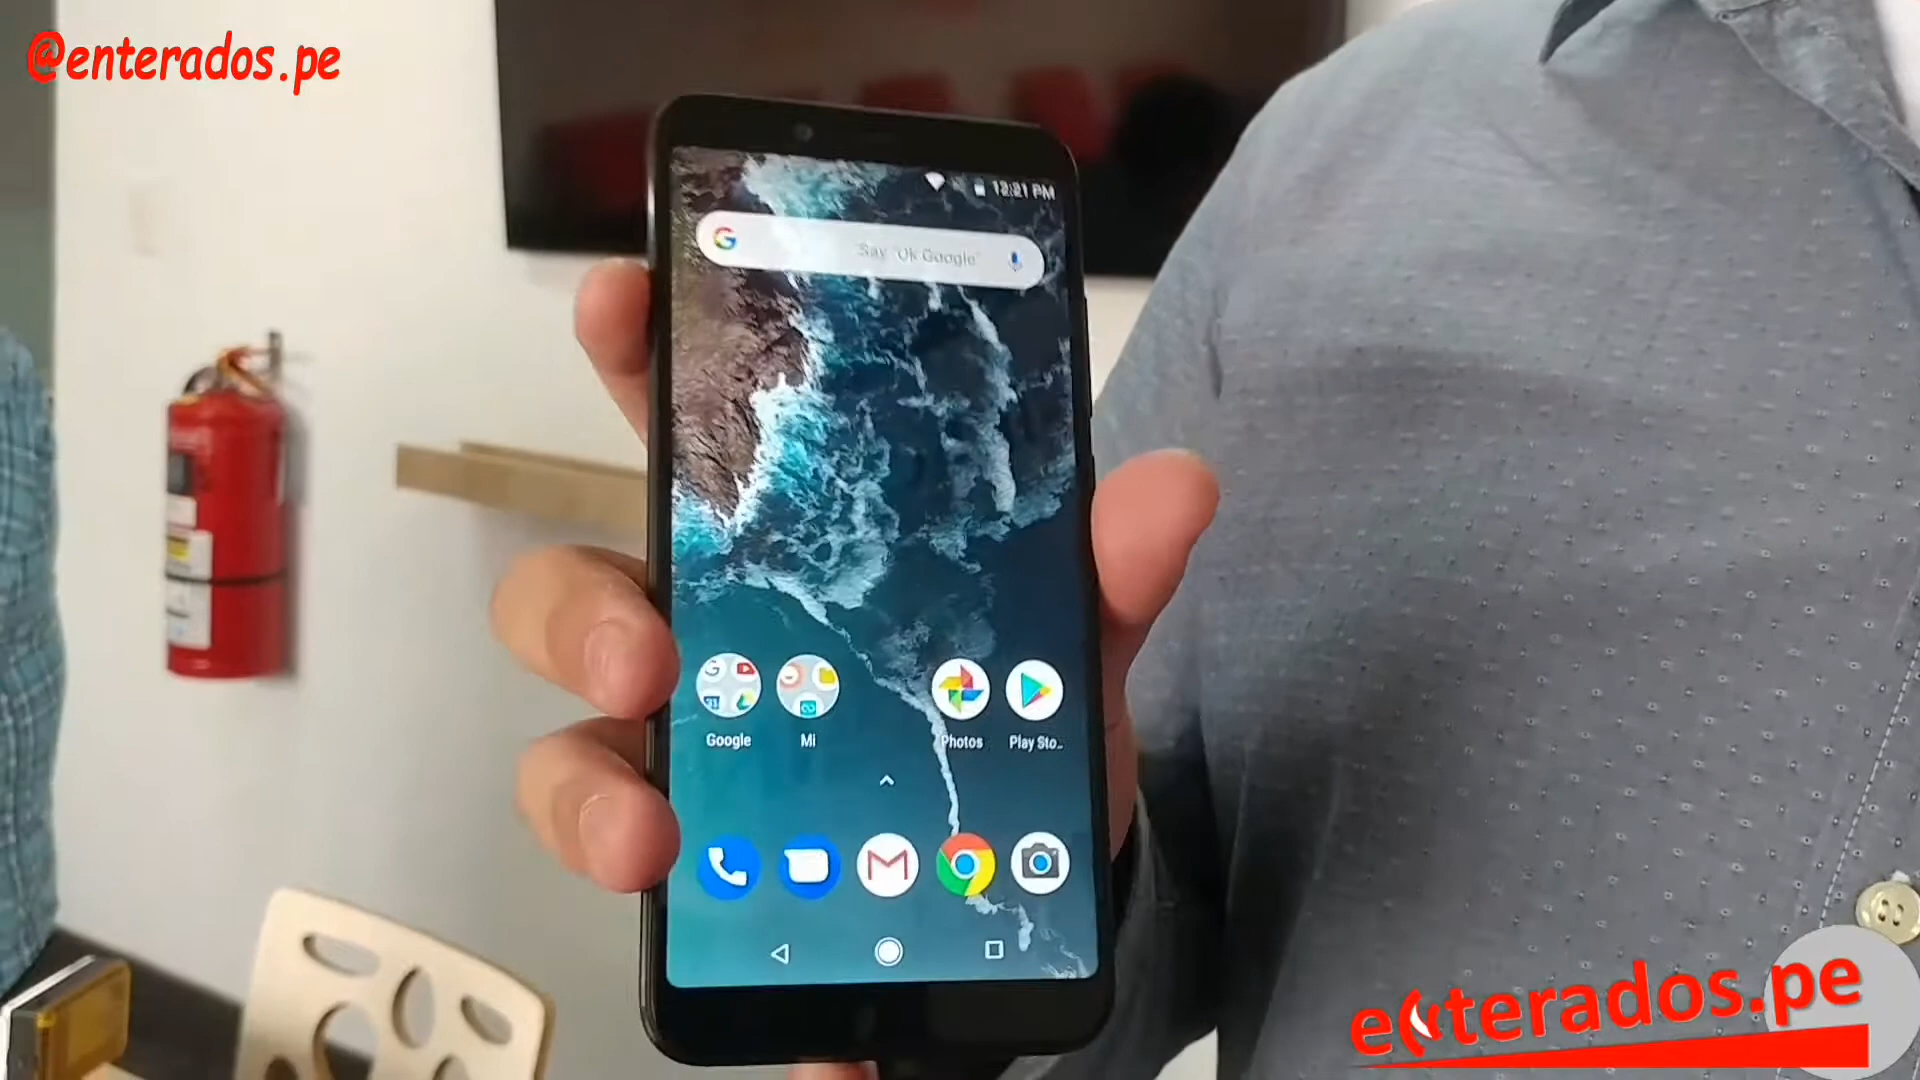 @enterados.pe
12:21 PM
Say "Ok Google"
Google
Mi
Photos
Play Sto..
enterados.pe